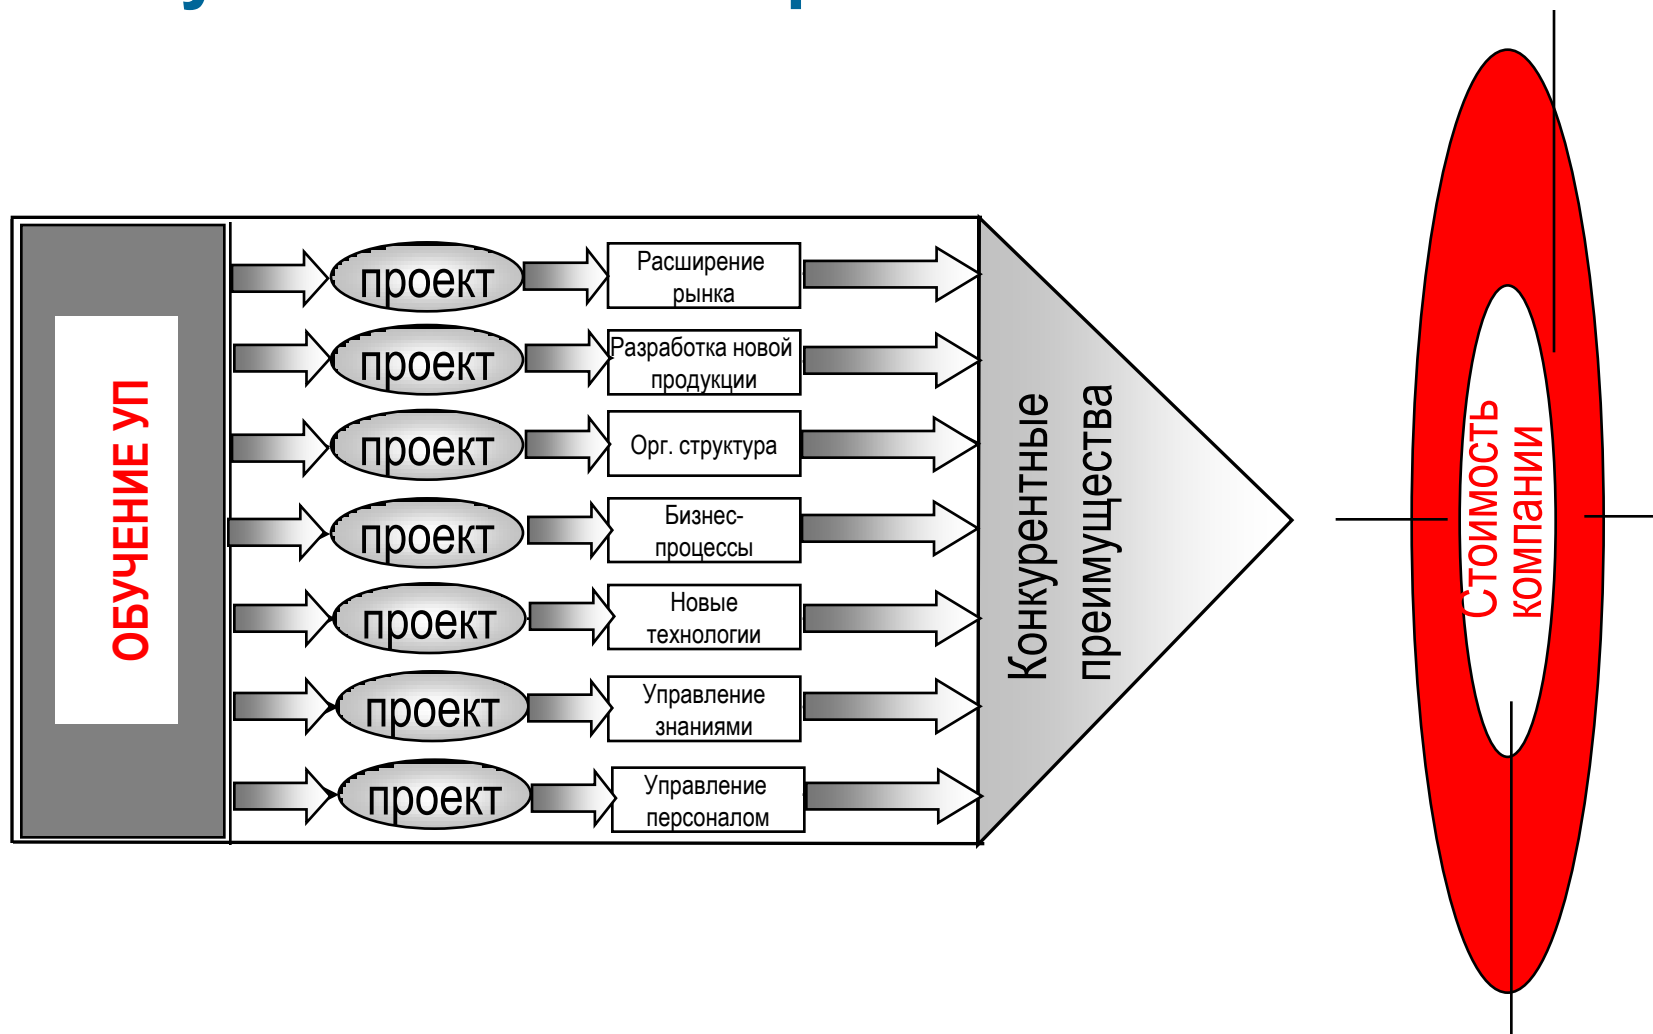 ОБУЧЕНИЕ УП
проект
Расширение
рынка
проект
Разработка новой
продукции
проект
Орг. структура
проект
Бизнес-
процессы
проект
Новые
технологии
проект
Управление
знаниями
проект
Управление
персоналом
Конкурентные
преимущества
Стоимость
компании